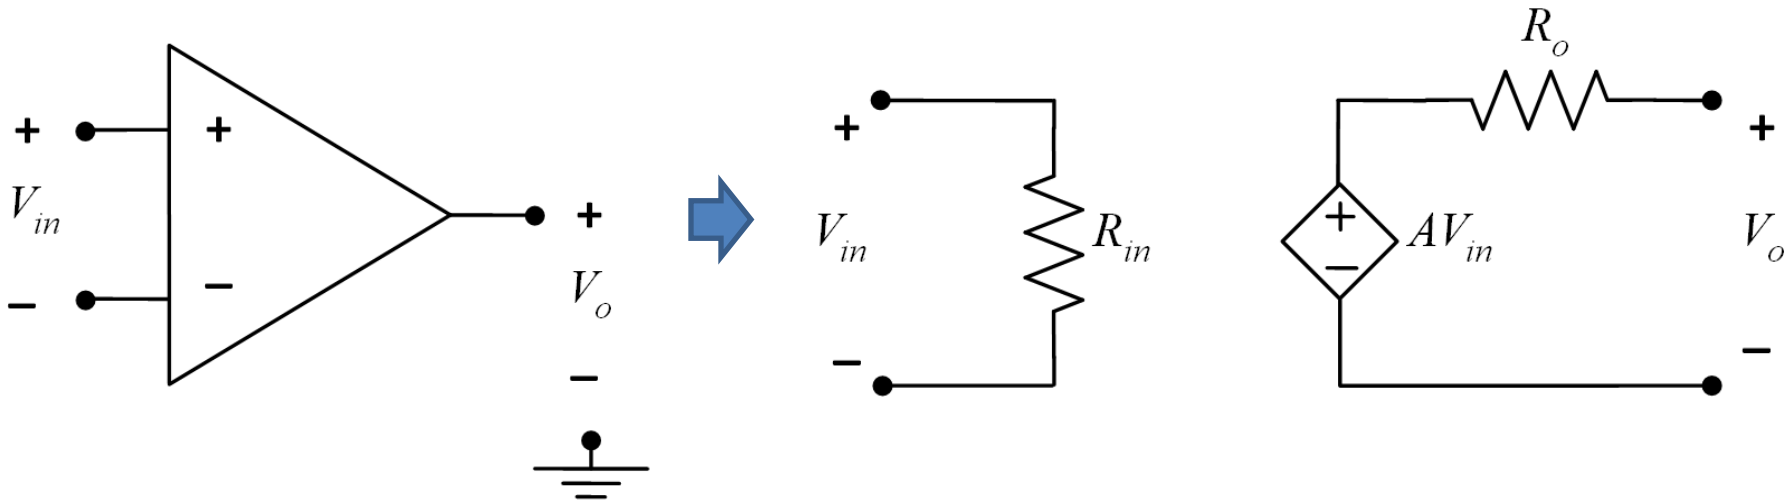 + +
V_in
− −
+
V_o
−
+
V_in
−
R_in
R_o
+
−
AV_in
+
V_o
−